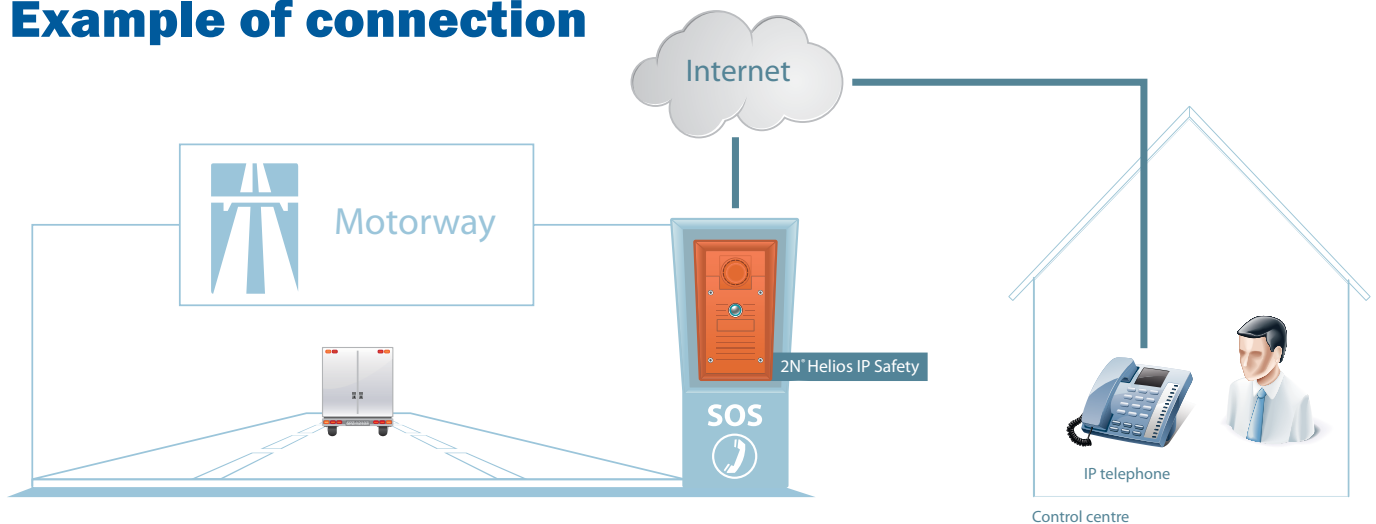 Example of connection
Internet
Motorway
2N® Helios IP Safety
SOS
IP telephone
Control centre